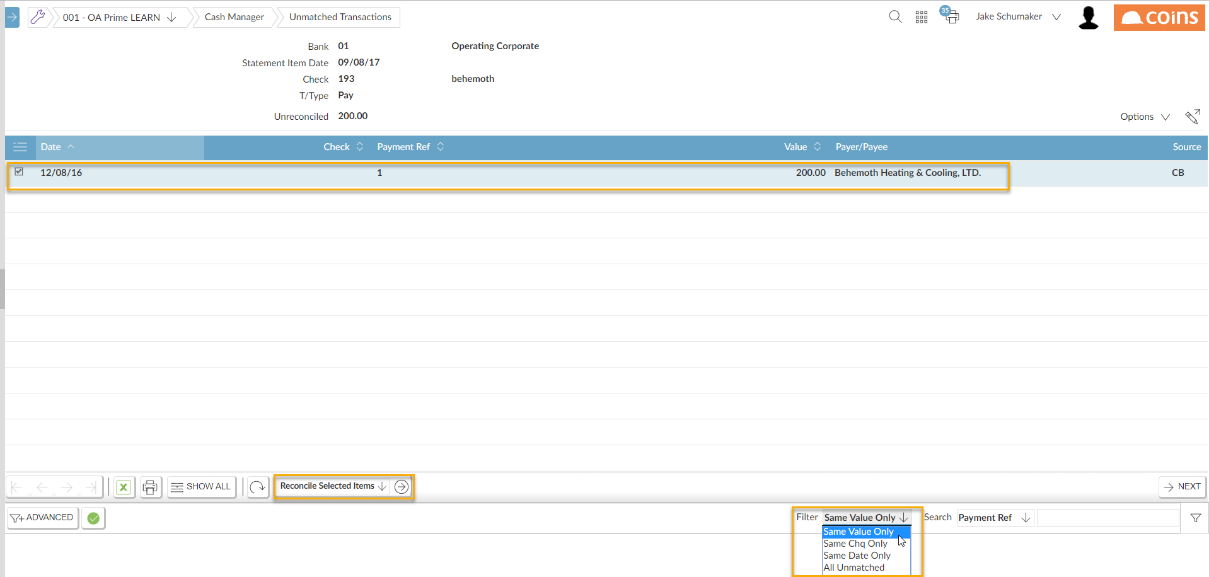 001 - OA Prime LEARN Cash Manager Unmatched Transactions 35 Jake Schumaker coins
Bank 01 Operating Corporate
Statement Item Date 09/08/17
Check 193 behemoth
T/Type Pay
Unreconciled 200.00 Options
Date Check Payment Ref Value Payer/Payee Source
12/08/16 1 200.00 Behemoth Heating & Cooling, LTD. CB
X SHOW ALL Reconcile Selected Items NEXT
ADVANCED Filter Same Value Only Search Payment Ref
Same Value Only
Same Chq Only
Same Date Only
All Unmatched